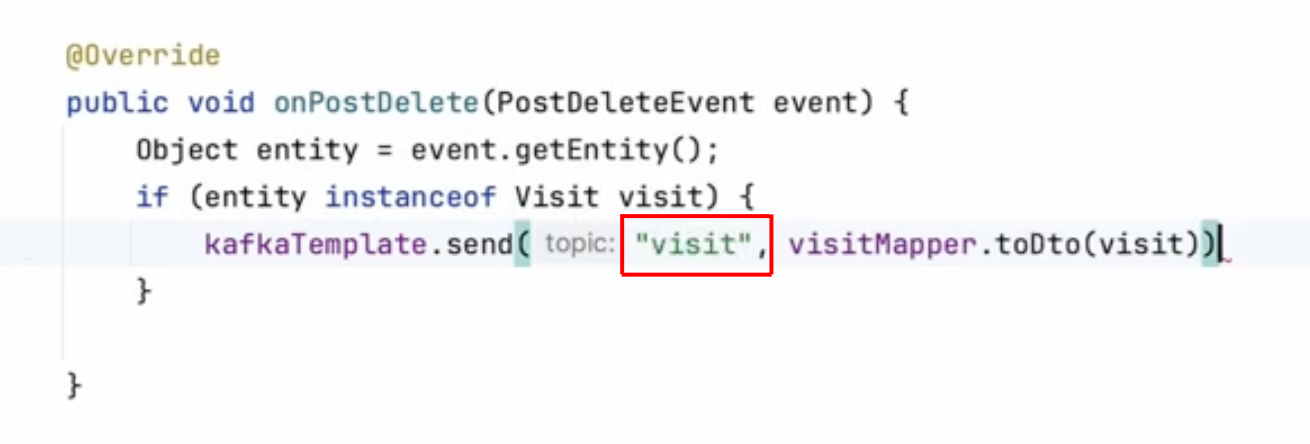 @Override
public void onPostDelete(PostDeleteEvent event) {
Object entity = event.getEntity();
if (entity instanceof Visit visit) {
kafkaTemplate.send( topic: "visit", visitMapper.toDto(visit))
}
}